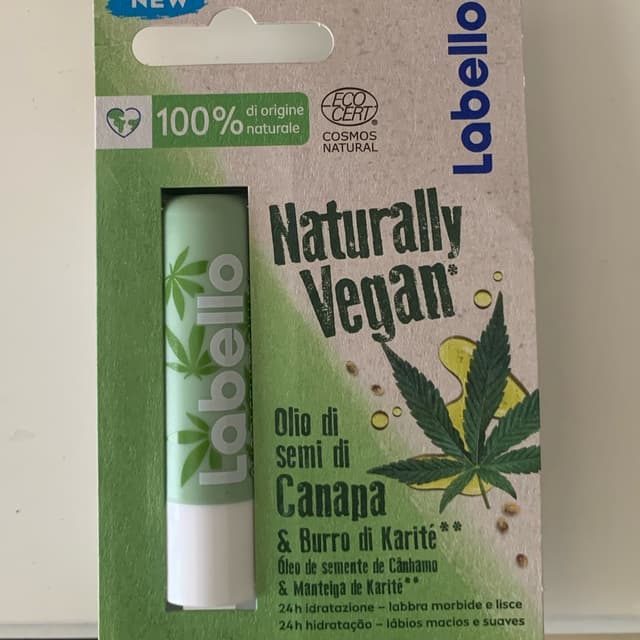 NEW
Labello
100% di origine
naturale
ECO
CERT®
COSMOS
NATURAL
Naturally
Vegan*
Labello
Olio di
semi di
Canapa
& Burro di Karité**
Óleo de semente de Cânhamo
& Manteiga de Karité**
24h idratazione – labbra morbide e lisce
24h hidratação – lábios macios e suaves